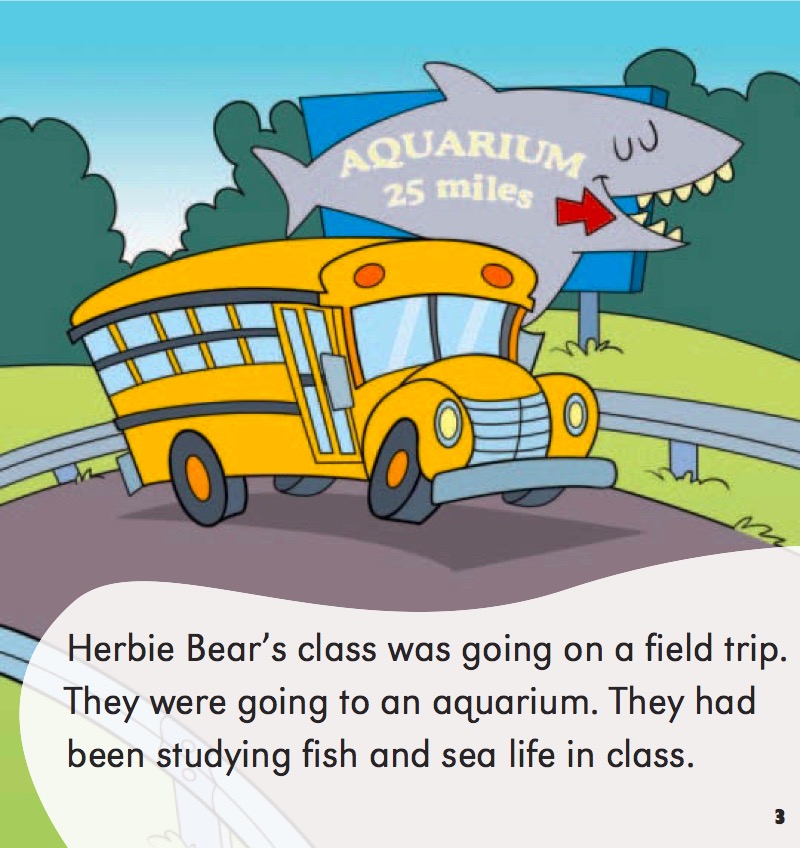 AQUARIUM
25 miles
Herbie Bear’s class was going on a field trip.
They were going to an aquarium. They had
been studying fish and sea life in class.
3